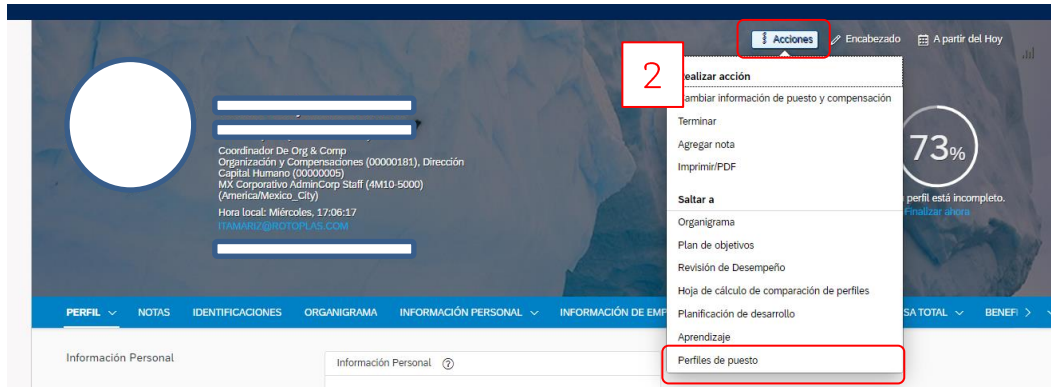 Acciones
Encabezado
A partir del Hoy
2
ealizar acción
Cambiar información de puesto y compensación
Terminar
Agregar nota
Imprimir/PDF
Saltar a
Organigrama
Plan de objetivos
Revisión de Desempeño
Hoja de cálculo de comparación de perfiles
Planificación de desarrollo
Aprendizaje
Perfiles de puesto
Coordinador De Org & Comp
Organización y Compensaciones (00000181), Dirección
Capital Humano (00000005)
MX Corporativo AdminCorp Staff (4M10-5000)
(America/Mexico_City)
Hora local: Miércoles, 17:06:17
ITAMARIZ@ROTOPLAS.COM
73%
perfil está incompleto.
Finalizar ahora
PERFIL
NOTAS
IDENTIFICACIONES
ORGANIGRAMA
INFORMACIÓN PERSONAL
INFORMACIÓN DE EMP
SA TOTAL
BENEFI
Información Personal
Información Personal